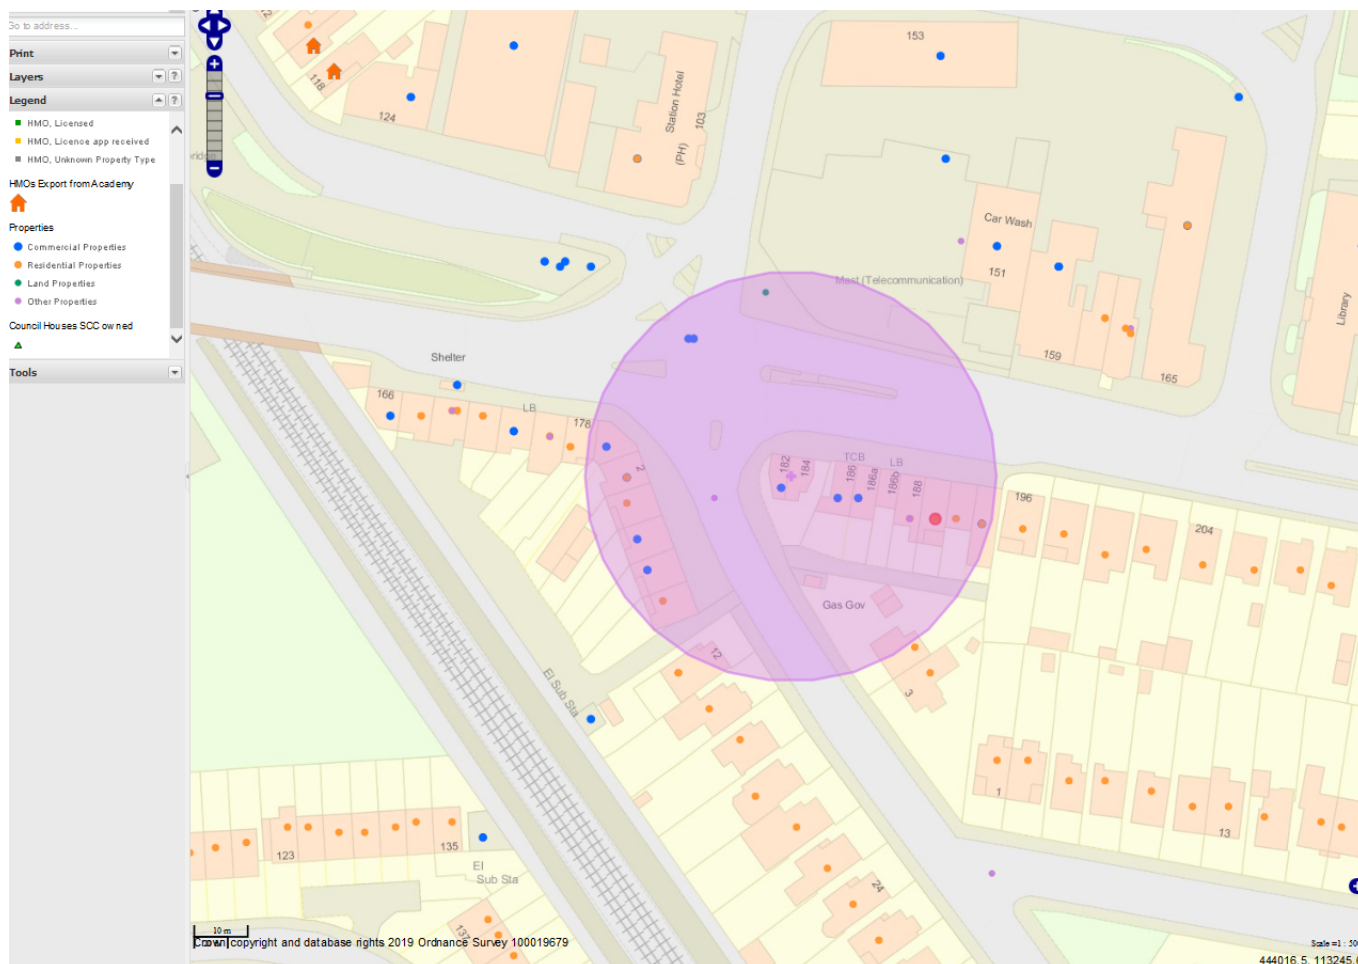 Go to address...
Print
Layers
?
Legend
?
HMO, Licensed
HMO, Licence app received
HMO, Unknown Property Type
HMOs Export from Academy
Properties
Commercial Properties
Residential Properties
Land Properties
Other Properties
Council Houses SCC owned
Tools
118
124
Station Hotel
(PH)
103
153
Car Wash
151
Mast (Telecommunication)
159
165
Library
Shelter
166
LB
178
2
182
184
TCB
186
186a
LB
186b
188
196
204
Gas Gov
12
3
El Sub Sta
1
13
24
123
135
El
Sub Sta
137
10 m
Crown copyright and database rights 2019 Ordnance Survey 100019679
444016.5, 113245.